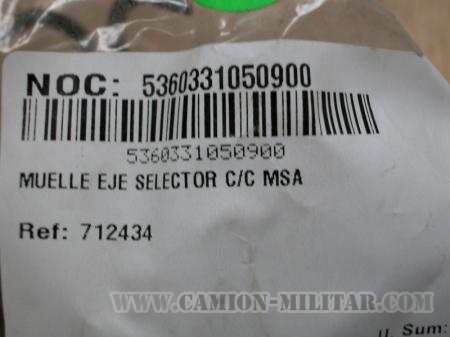 NOC: 5360331050900
5360331050900
MUELLE EJE SELECTOR C/C MSA
Ref: 712434
WWW.CAMION-MILITAR.COM
U. Sum: